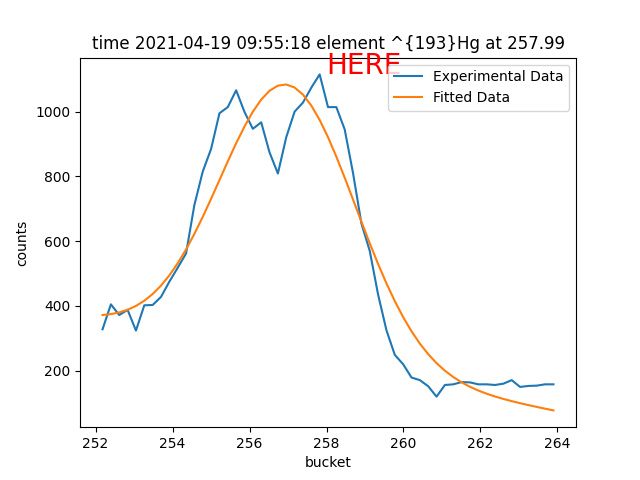 time 2021-04-19 09:55:18 element ^{193}Hg at 257.99
HERE
Experimental Data
Fitted Data
counts
1000
800
600
400
200
252 254 256 258 260 262 264
bucket